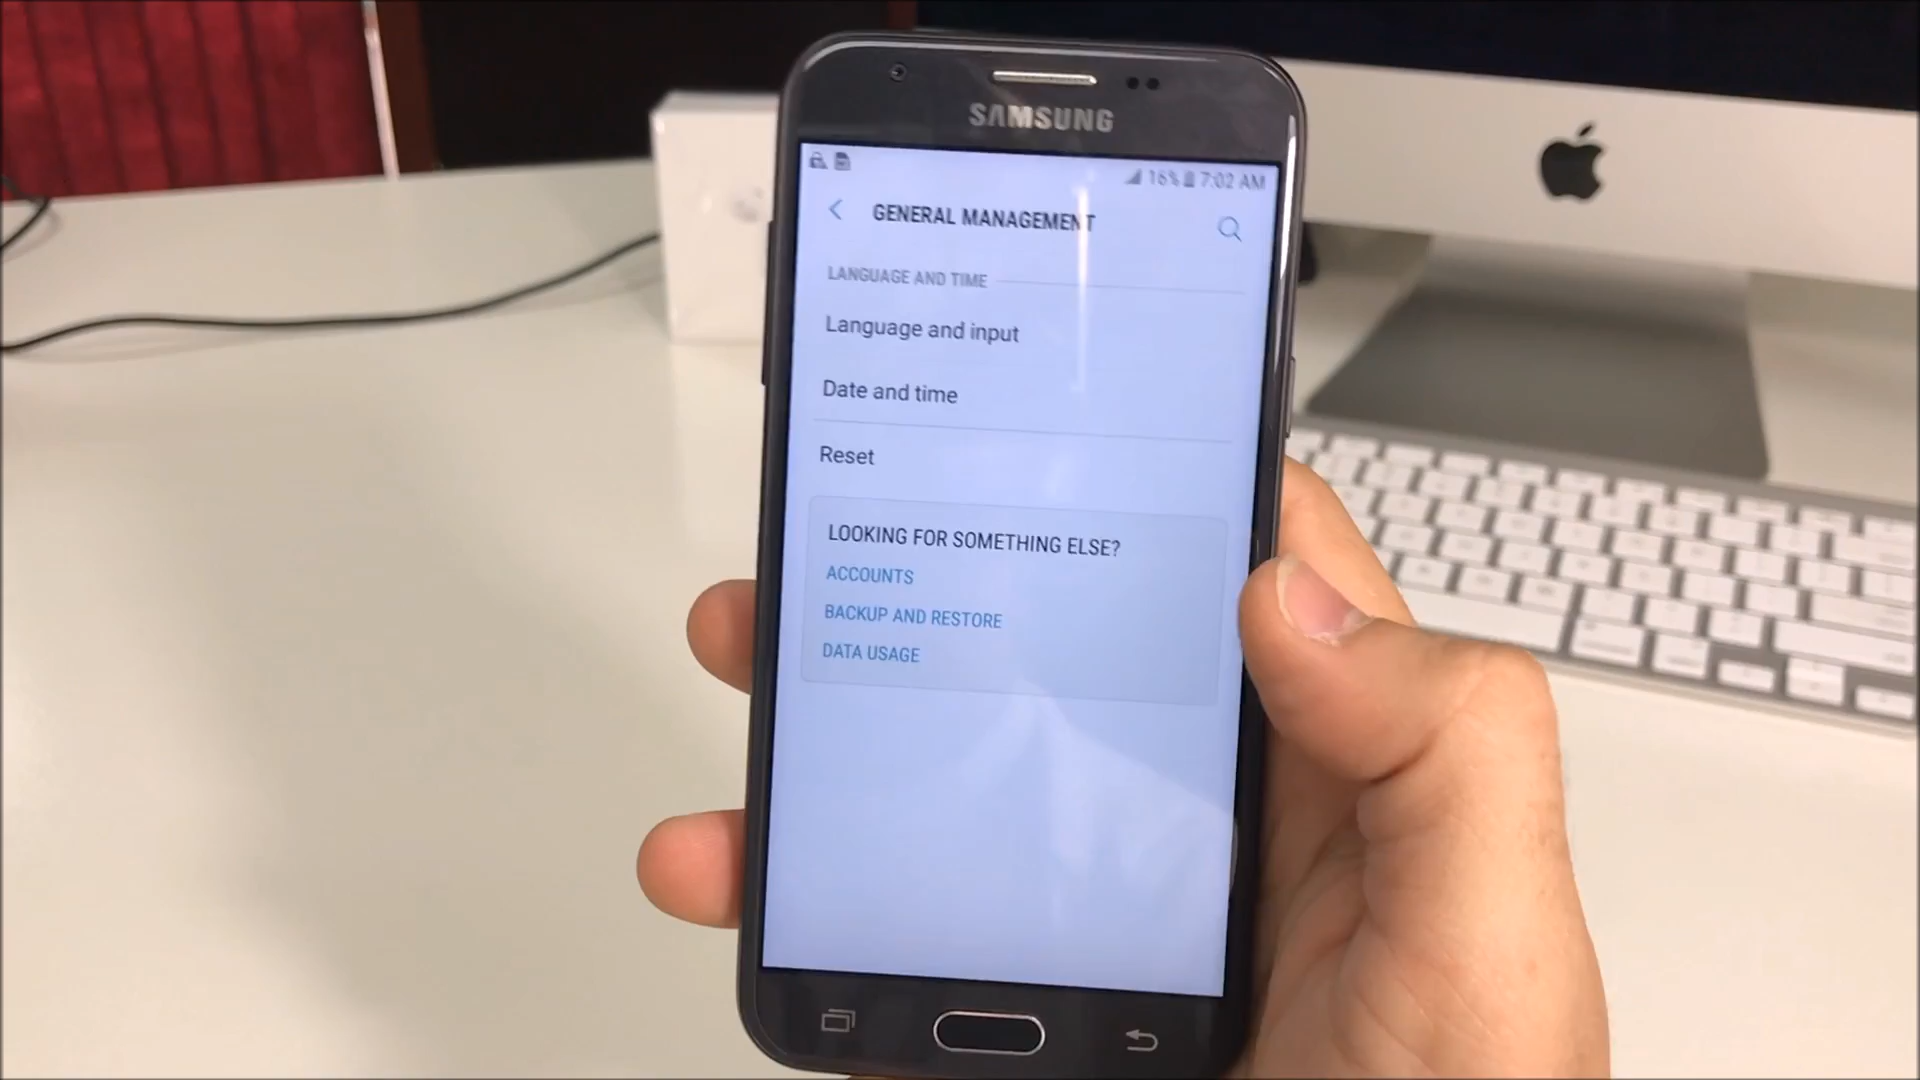 SAMSUNG
16% 7:02 AM
GENERAL MANAGEMENT
LANGUAGE AND TIME
Language and input
Date and time
Reset
LOOKING FOR SOMETHING ELSE?
ACCOUNTS
BACKUP AND RESTORE
DATA USAGE